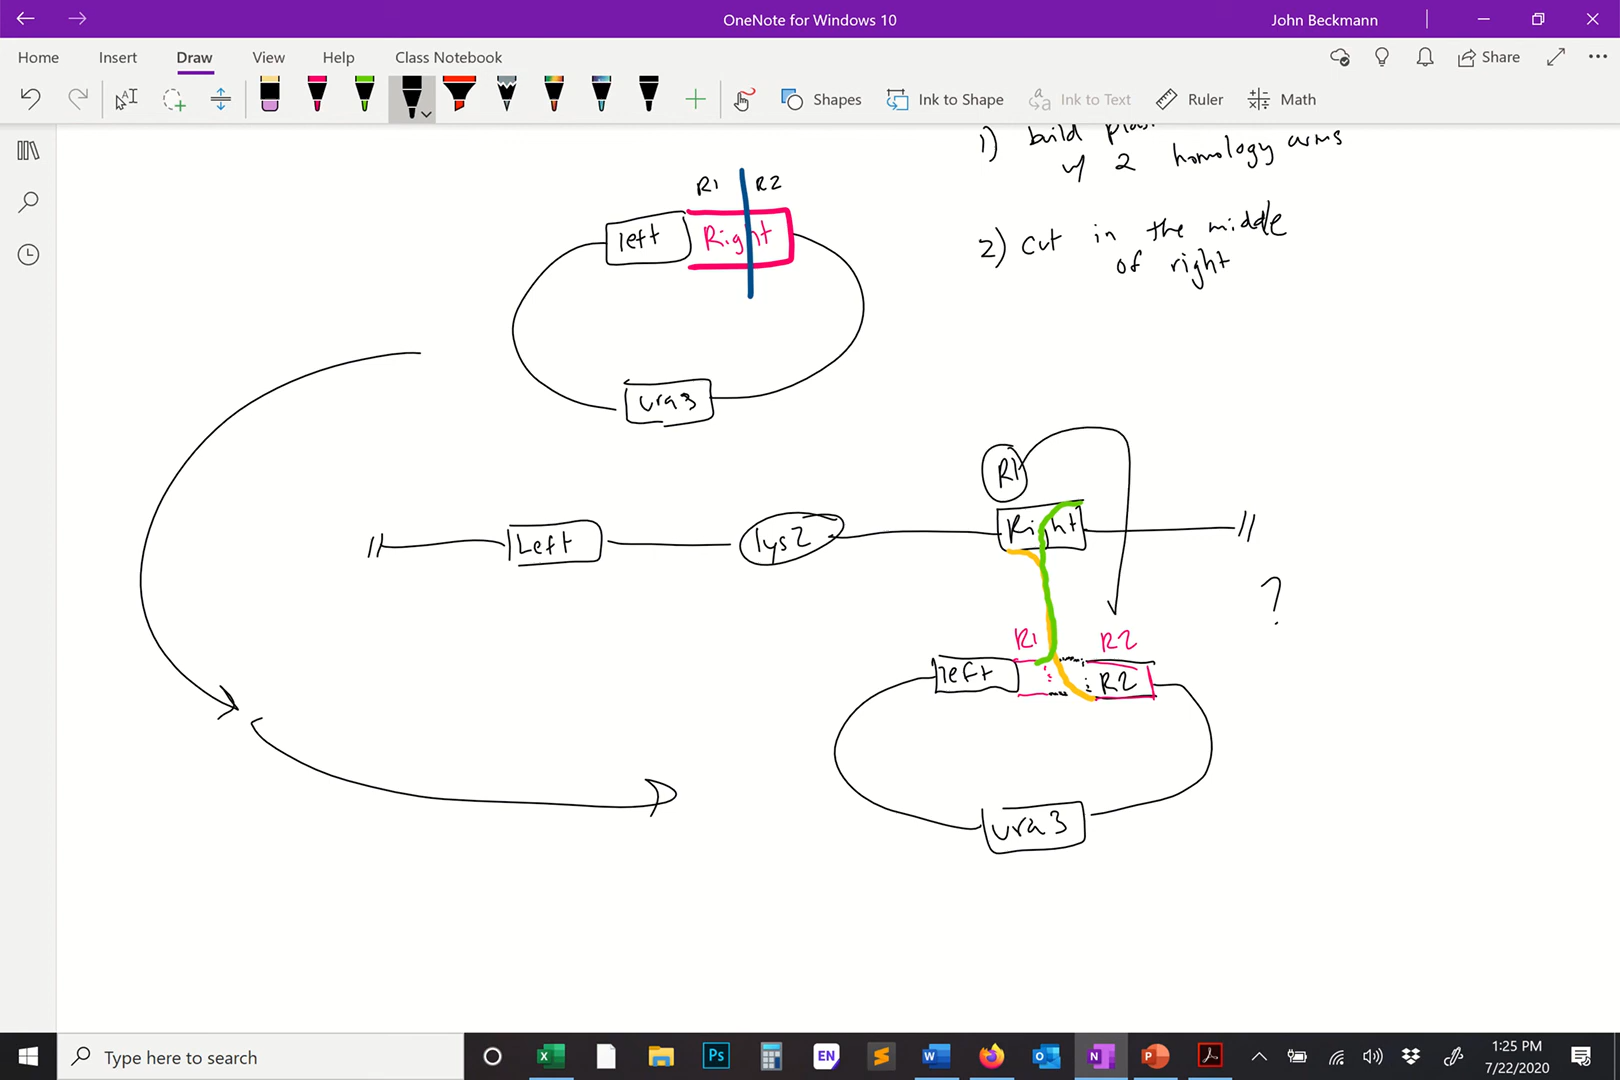 OneNote for Windows 10
John Beckmann
Home Insert Draw View Help Class Notebook
Share
Shapes
Ink to Shape
Ink to Text
Ruler
Math
1) build
w/ 2 homology arms
2) cut in the middle
of right
R1 R2
left Right
ura3
R1
Left lys2 Right
?
R1 R2
left R2
ura3
Type here to search
EN
1:25 PM
7/22/2020